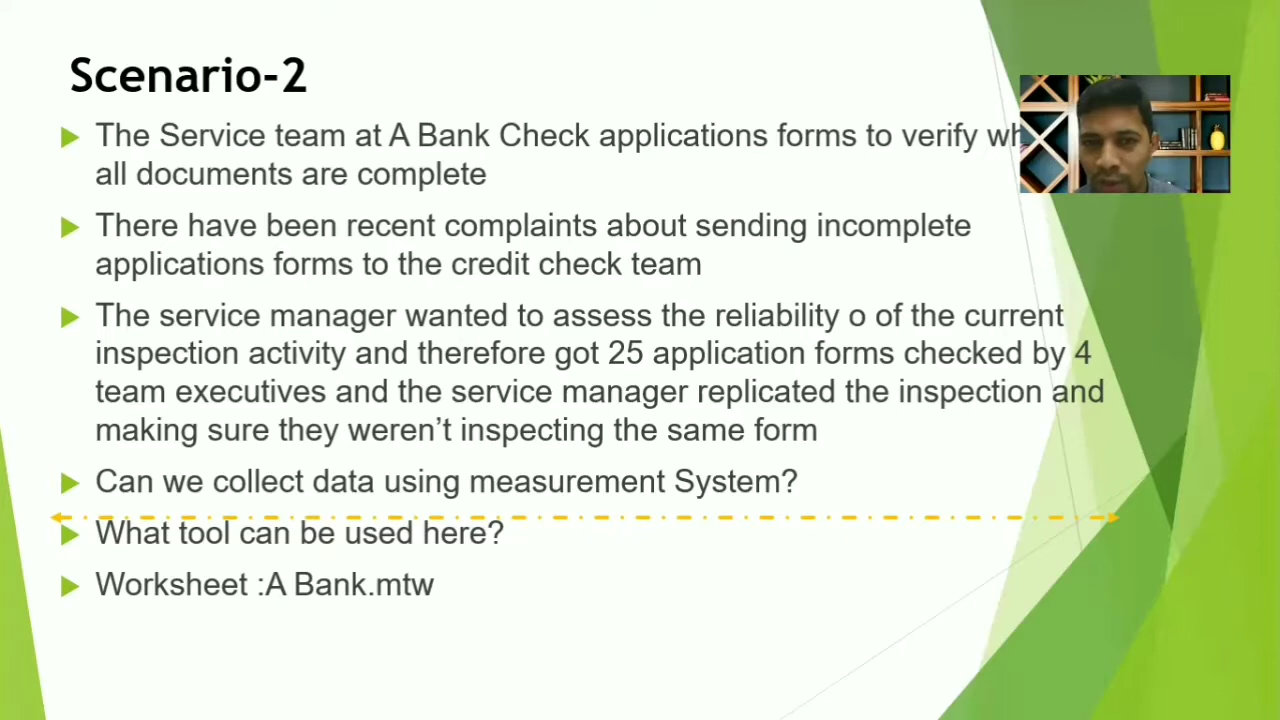 Scenario-2
The Service team at A Bank Check applications forms to verify
all documents are complete
There have been recent complaints about sending incomplete
applications forms to the credit check team
The service manager wanted to assess the reliability o of the current
inspection activity and therefore got 25 application forms checked by 4
team executives and the service manager replicated the inspection and
making sure they weren’t inspecting the same form
Can we collect data using measurement System?
What tool can be used here?
Worksheet :A Bank.mtw